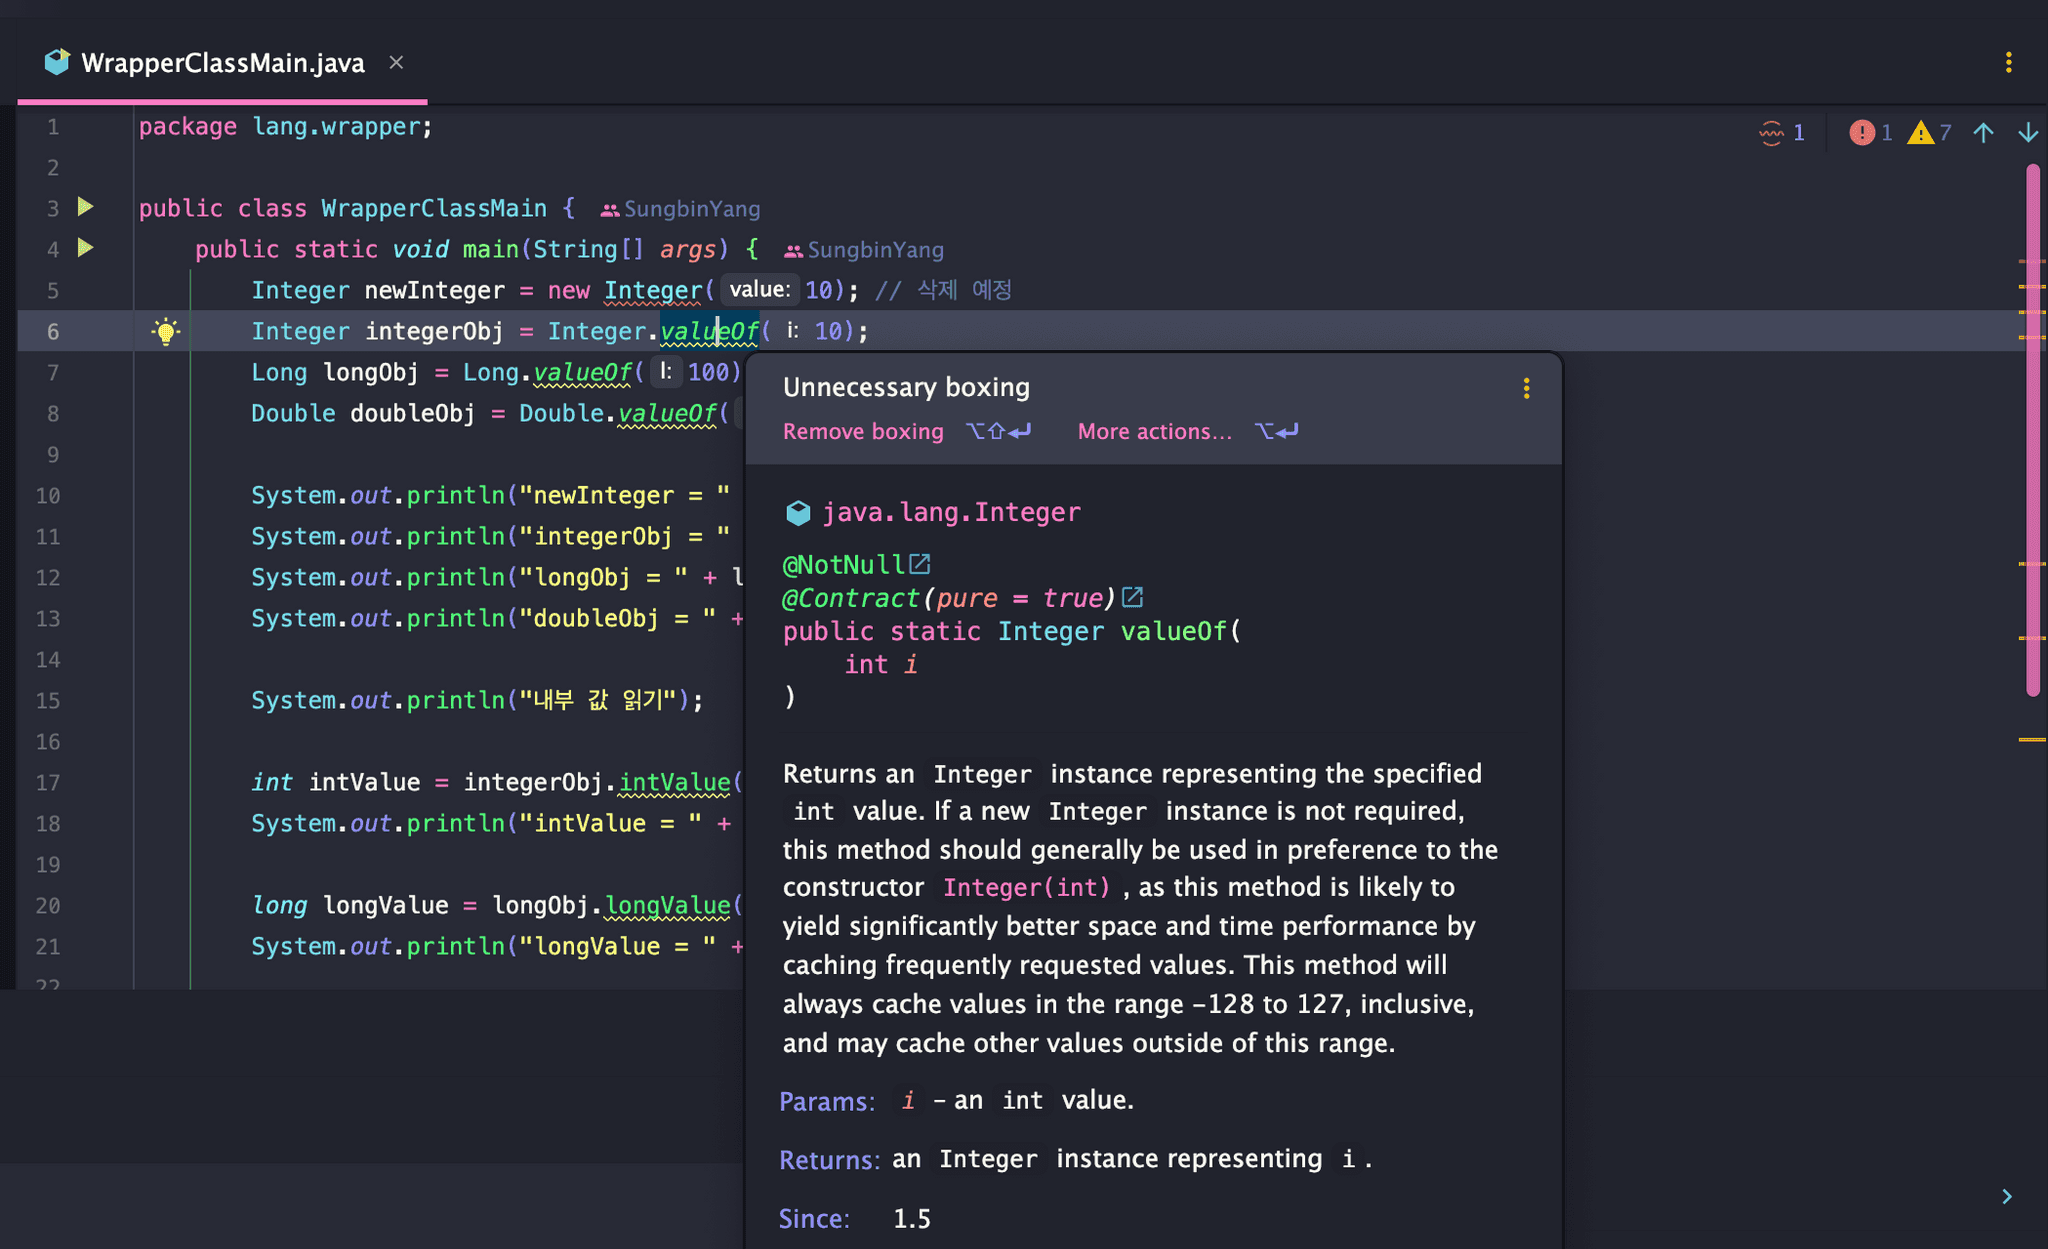 WrapperClassMain.java
1 package lang.wrapper;
1
1
7
2
3 public class WrapperClassMain { SungbinYang
4 public static void main(String[] args) { SungbinYang
5 Integer newInteger = new Integer( value: 10); // 삭제 예정
6 Integer integerObj = Integer.valueOf( i: 10);
7 Long longObj = Long.valueOf( l: 100)
8 Double doubleObj = Double.valueOf(
9
10 System.out.println("newInteger = "
11 System.out.println("integerObj = "
12 System.out.println("longObj = " + l
13 System.out.println("doubleObj = " +
14
15 System.out.println("내부 값 읽기");
16
17 int intValue = integerObj.intValue(
18 System.out.println("intValue = " +
19
20 long longValue = longObj.longValue(
21 System.out.println("longValue = " +
22
Unnecessary boxing
Remove boxing ⌥⇧⏎ More actions... ⌥⏎
java.lang.Integer
@NotNull
@Contract(pure = true)
public static Integer valueOf(
int i
)
Returns an Integer instance representing the specified
int value. If a new Integer instance is not required,
this method should generally be used in preference to the
constructor Integer(int) , as this method is likely to
yield significantly better space and time performance by
caching frequently requested values. This method will
always cache values in the range -128 to 127, inclusive,
and may cache other values outside of this range.
Params: i – an int value.
Returns: an Integer instance representing i .
Since: 1.5